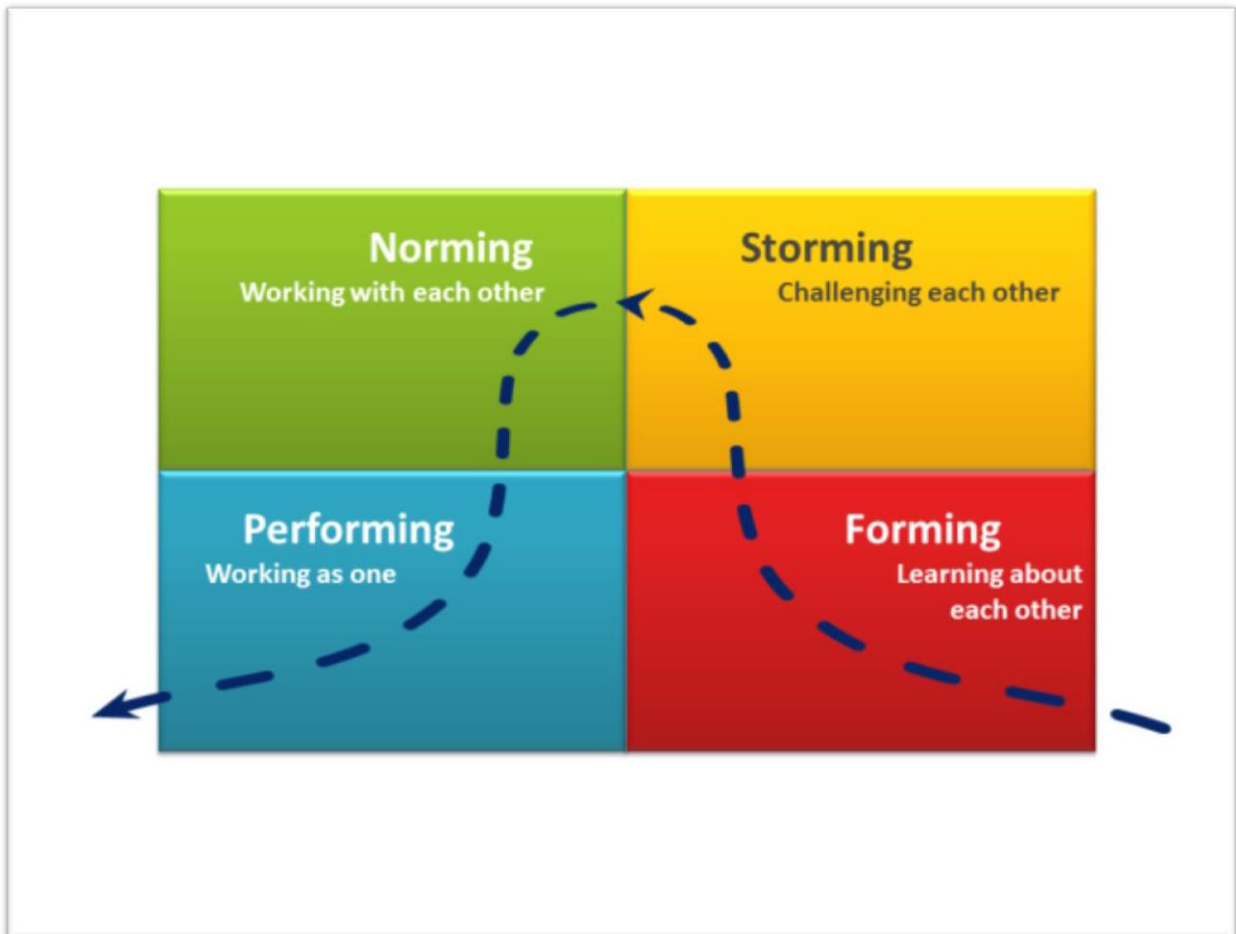 Norming
Working with each other
Storming
Challenging each other
Performing
Working as one
Forming
Learning about
each other